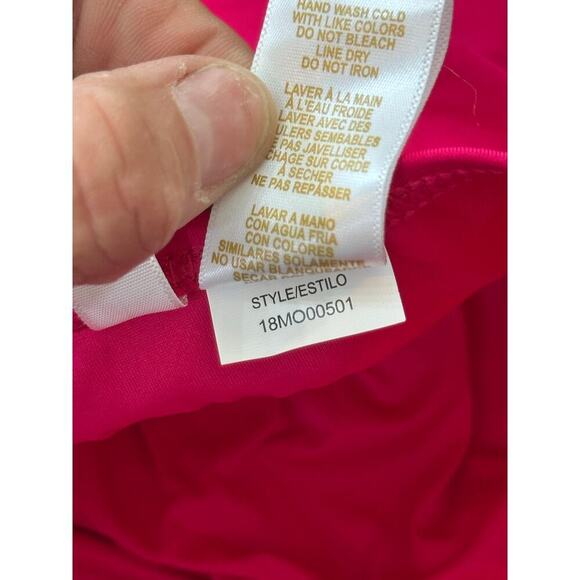 HAND WASH COLD
WITH LIKE COLORS
DO NOT BLEACH
LINE DRY
DO NOT IRON
LAVER À LA MAIN
À L'EAU FROIDE
LAVER AVEC DES
ULERS SEMBABLES
PAS JAVELLISER
CHAGE SUR CORDE
À SÉCHER
NE PAS REPASSER
LAVAR A MANO
CON AGUA FRIA
CON COLORES
SIMILARES SOLAMENTE.
NO USAR BLANQUEANTE.
SECAR
STYLE/ESTILO
18MO00501